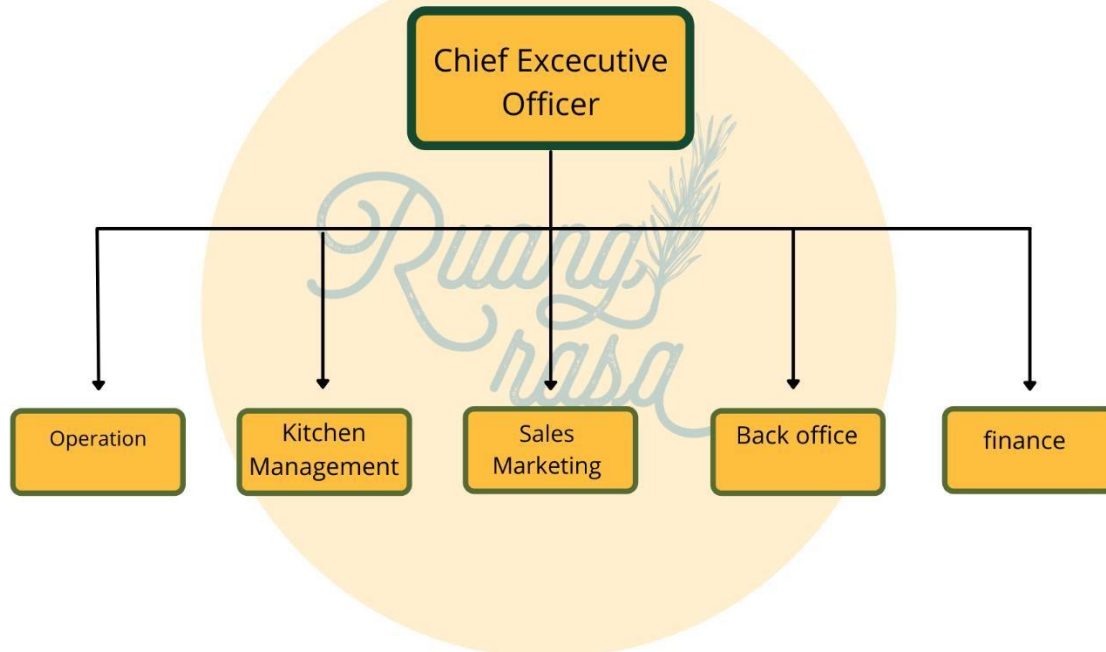 Chief Excecutive
Officer
Ruang
rasa
Operation
Kitchen
Management
Sales
Marketing
Back office
finance